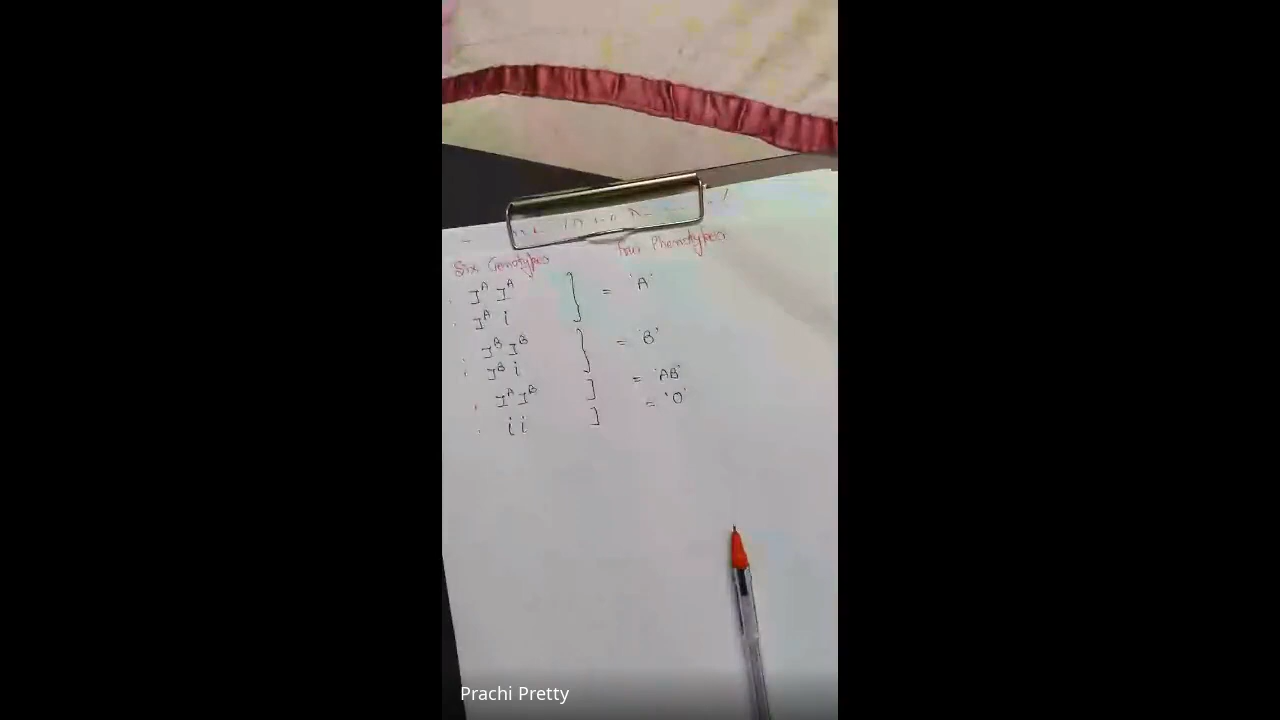 Six Genotypes Four Phenotypes
I^A I^A } = 'A'
I^A i
I^B I^B } = 'B'
I^B i
I^A I^B ] = 'AB'
i i ] = 'O'
Prachi Pretty